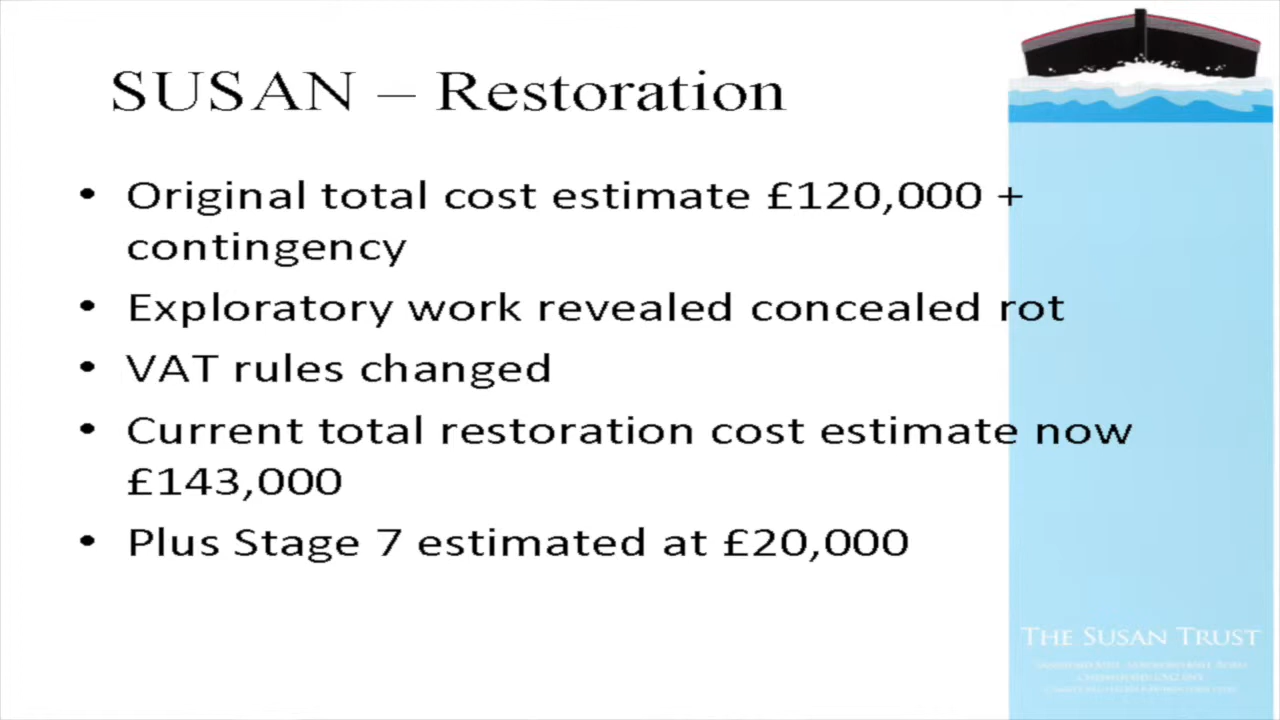 SUSAN – Restoration
• Original total cost estimate £120,000 +
contingency
• Exploratory work revealed concealed rot
• VAT rules changed
• Current total restoration cost estimate now
£143,000
• Plus Stage 7 estimated at £20,000
THE SUSAN TRUST